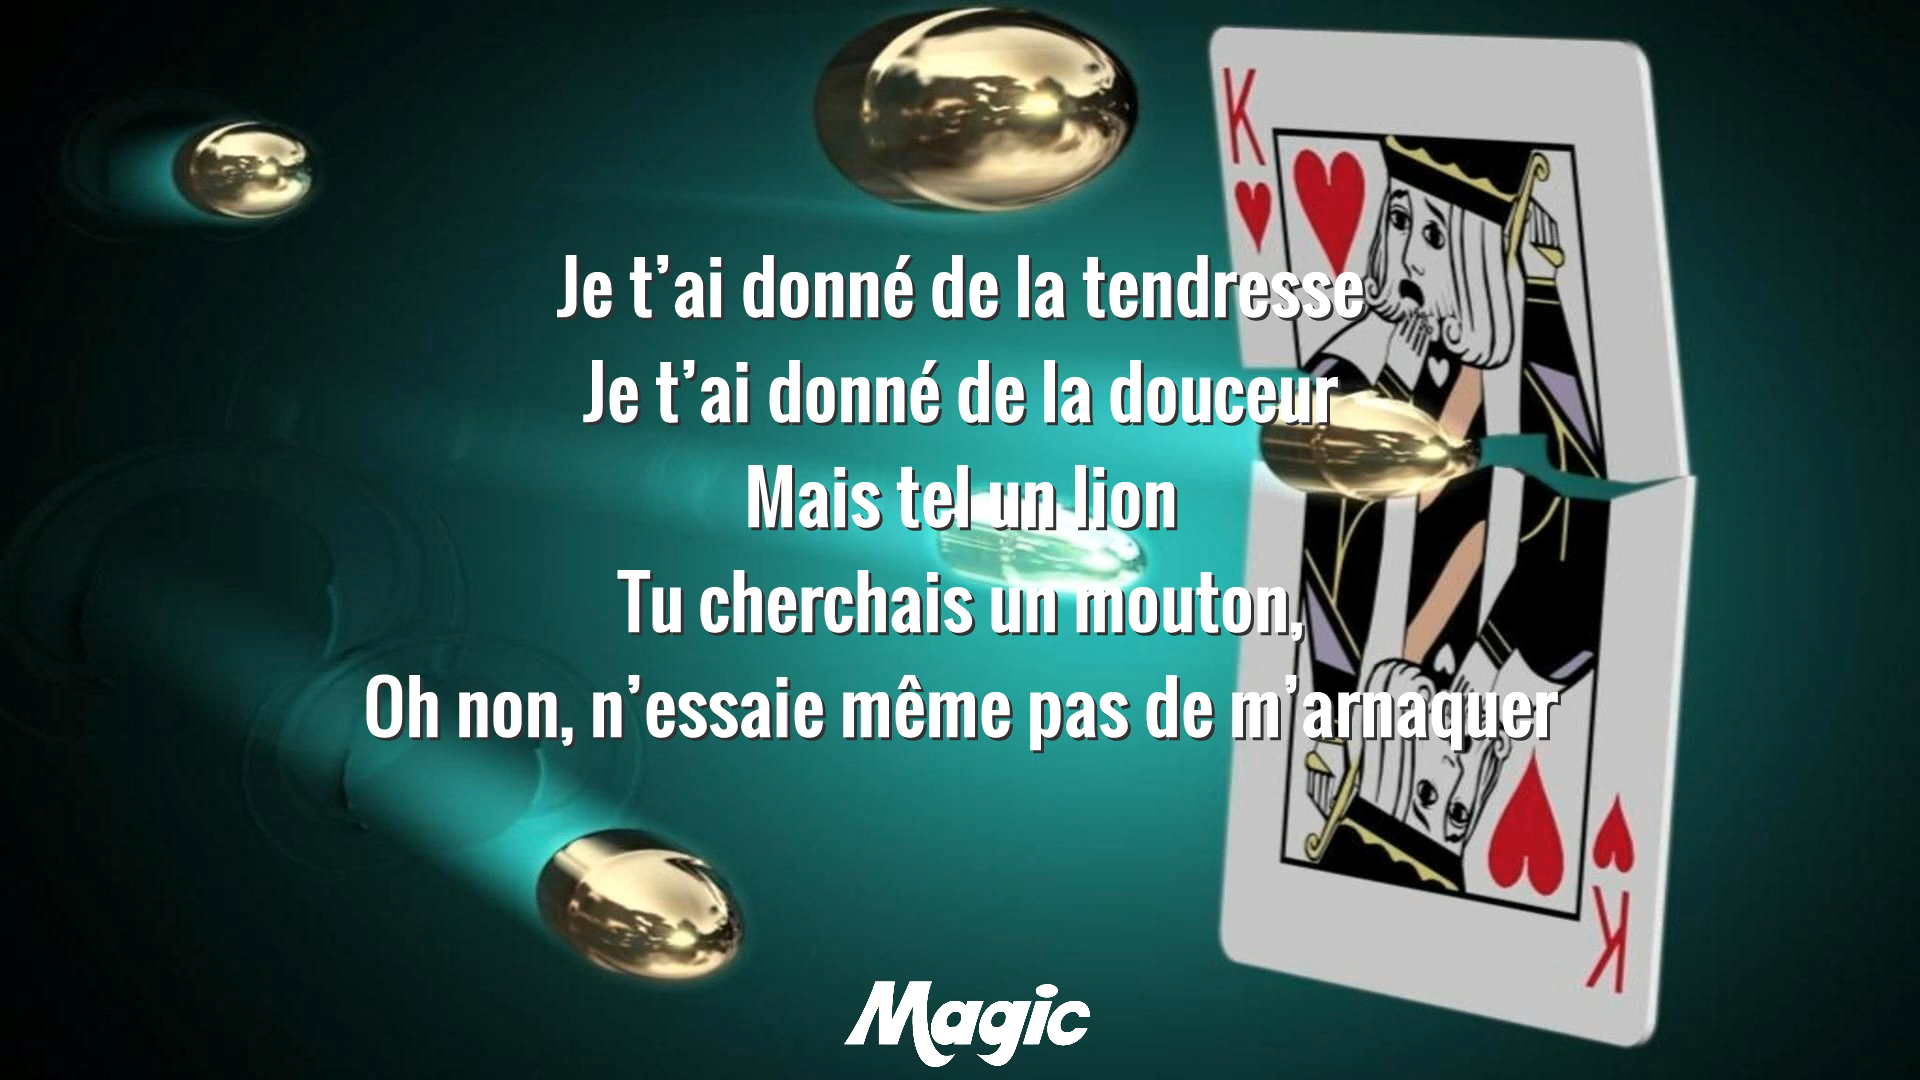 K
Je t’ai donné de la tendresse
Je t’ai donné de la douceur
Mais tel un lion
Tu cherchais un mouton,
Oh non, n’essaie même pas de m’arnaquer
K
Magic